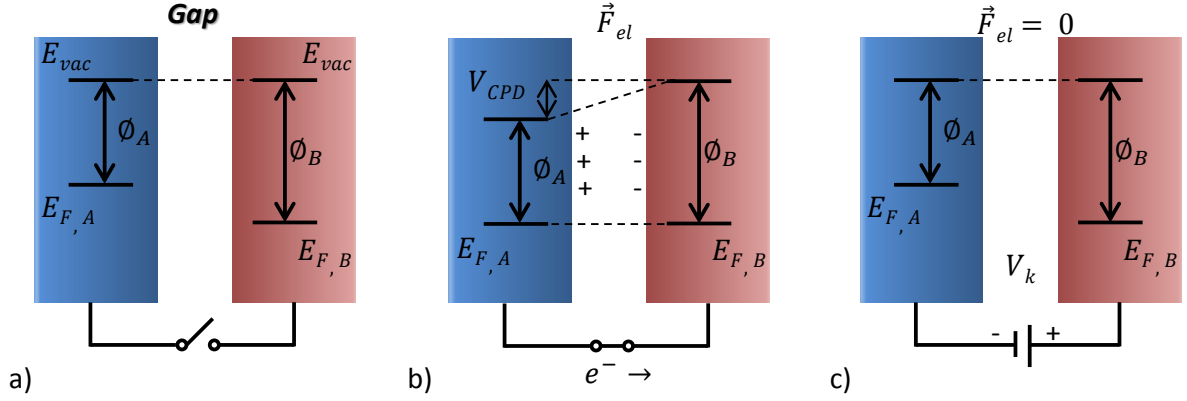 Gap
E_vac E_vac
∅_A
∅_B
E_F, A
E_F, B
a)
F⃗_el
V_CPD
+ -
+ -
+ -
∅_A
∅_B
E_F, A
E_F, B
e⁻ →
b)
F⃗_el = 0
∅_A
∅_B
E_F, A
E_F, B
V_k
- +
c)